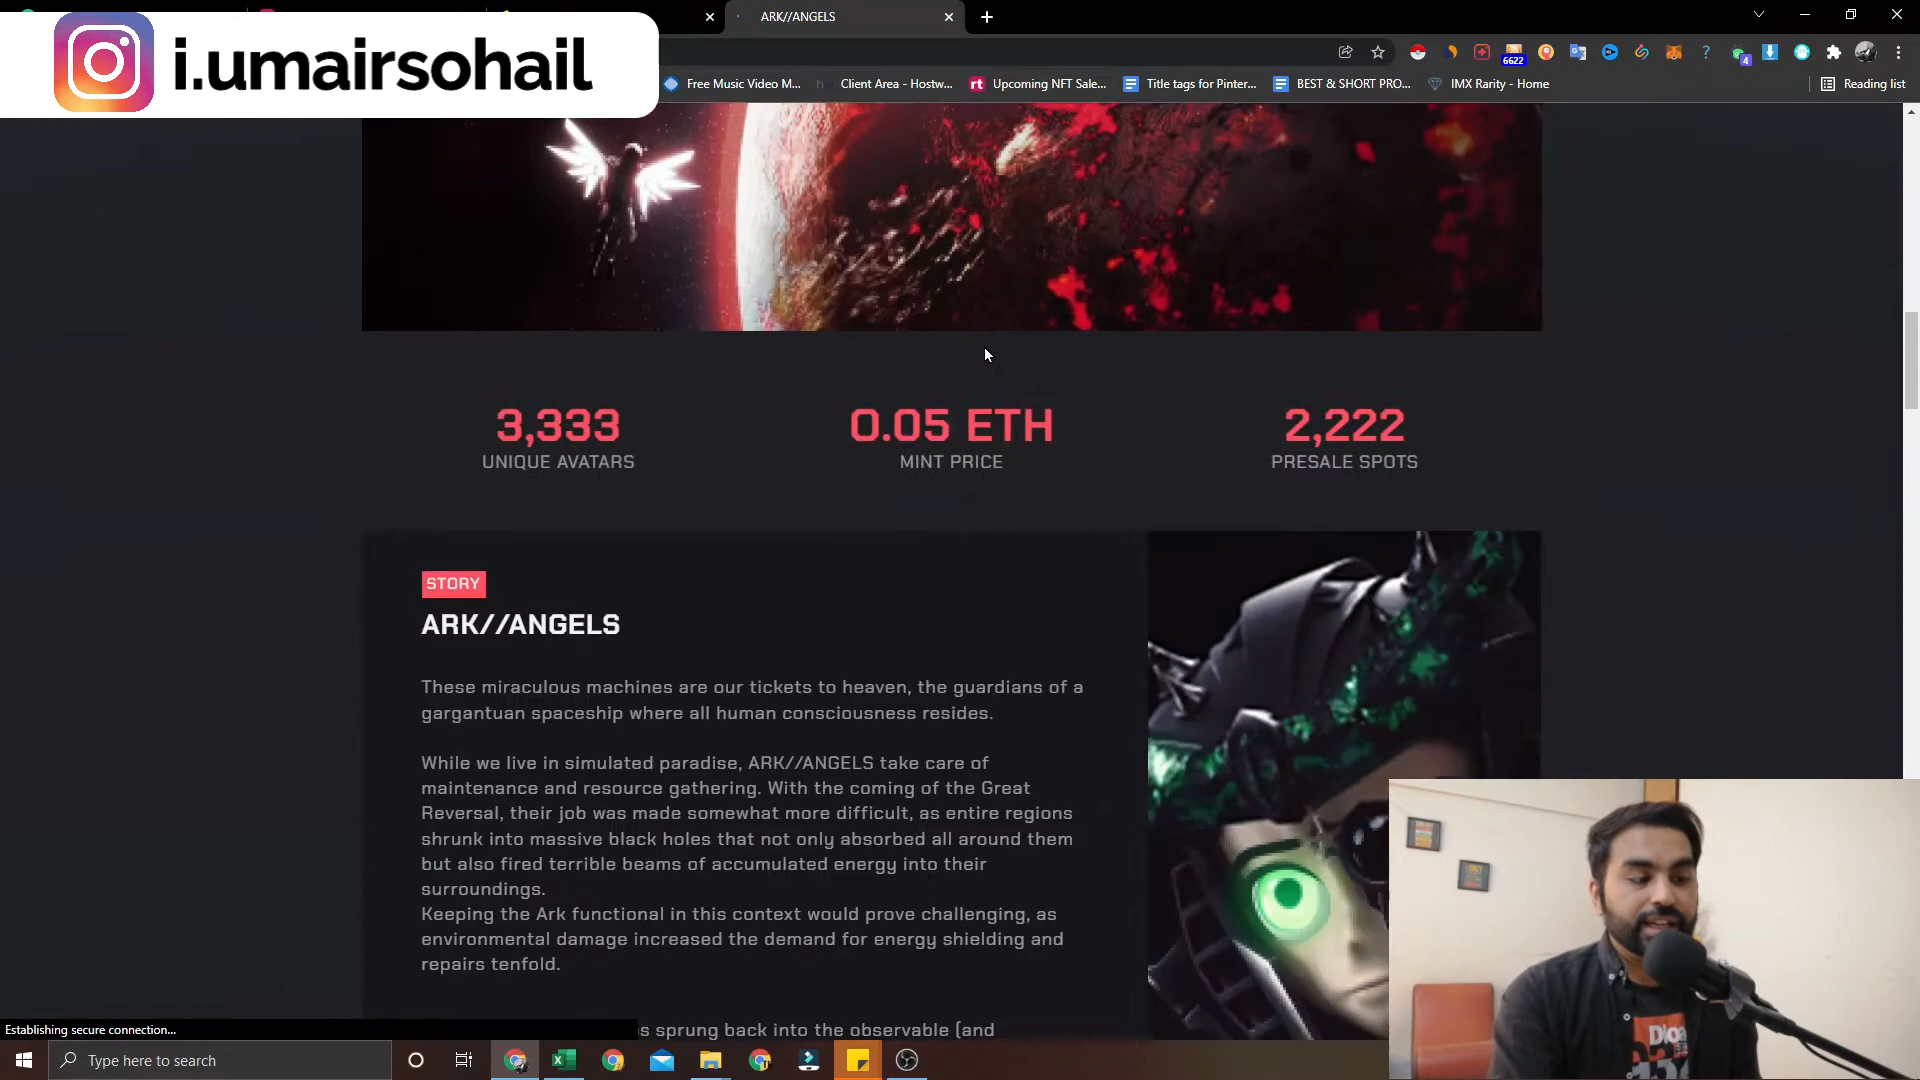 i.umairsohail
ARK//ANGELS
6622
4
Free Music Video M...
Client Area - Hostw...
rt
Upcoming NFT Sale...
Title tags for Pinter...
BEST & SHORT PRO...
IMX Rarity - Home
Reading list
3,333
UNIQUE AVATARS
0.05 ETH
MINT PRICE
2,222
PRESALE SPOTS
STORY
ARK//ANGELS
These miraculous machines are our tickets to heaven, the guardians of a
gargantuan spaceship where all human consciousness resides.
While we live in simulated paradise, ARK//ANGELS take care of
maintenance and resource gathering. With the coming of the Great
Reversal, their job was made somewhat more difficult, as entire regions
shrunk into massive black holes that not only absorbed all around them
but also fired terrible beams of accumulated energy into their
surroundings.
Keeping the Ark functional in this context would prove challenging, as
environmental damage increased the demand for energy shielding and
repairs tenfold.
s sprung back into the observable (and
Establishing secure connection...
Type here to search